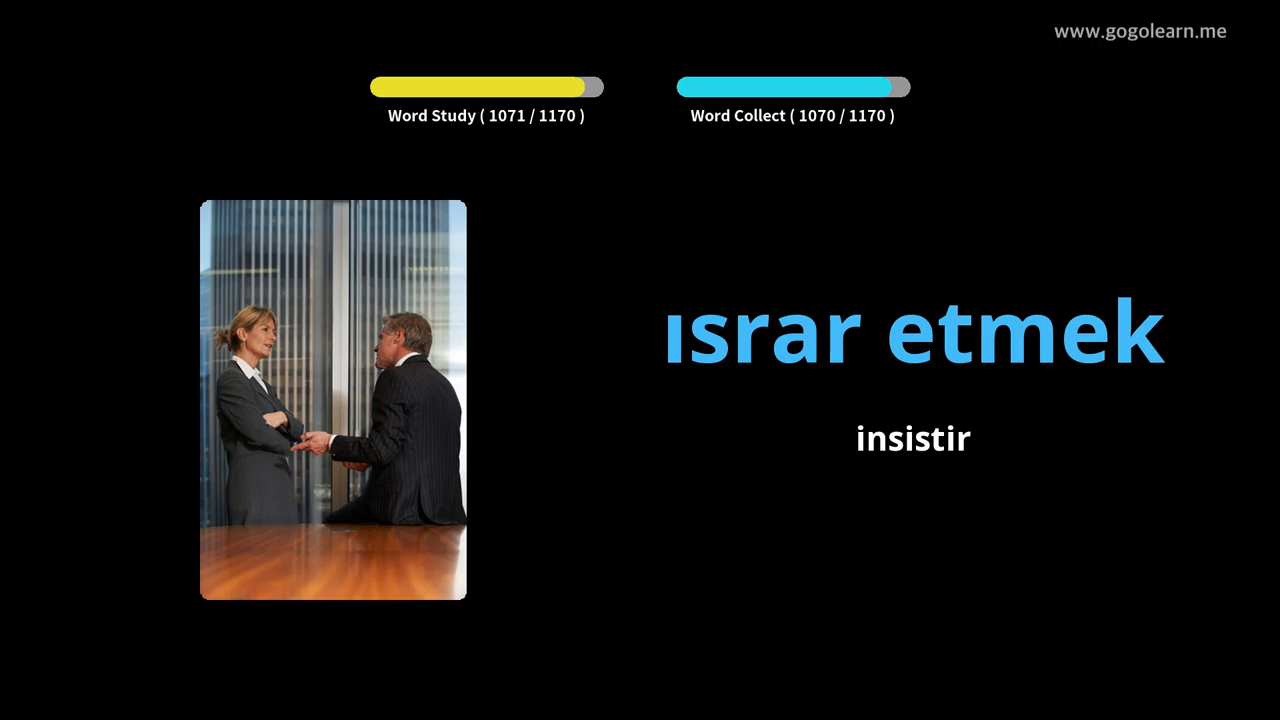 www.gogolearn.me
Word Study ( 1071 / 1170 )
Word Collect ( 1070 / 1170 )
ısrar etmek
insistir